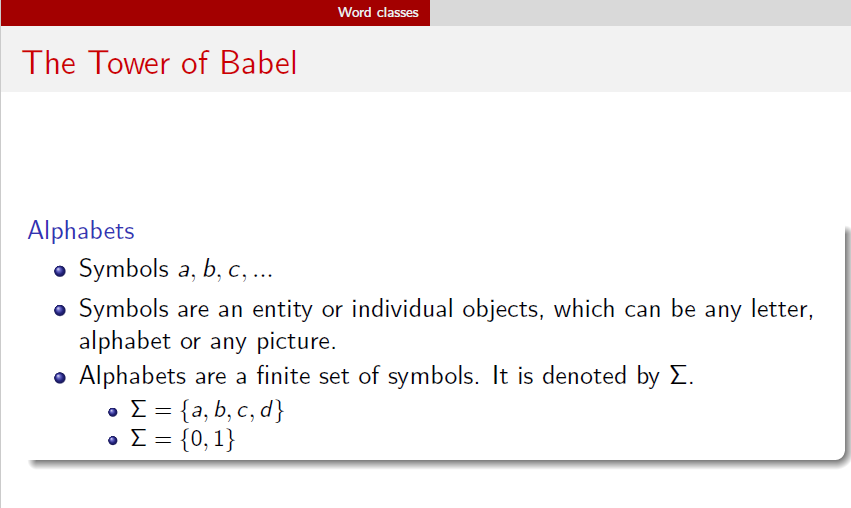 Word classes
The Tower of Babel
Alphabets
Symbols a, b, c, ...
Symbols are an entity or individual objects, which can be any letter,
alphabet or any picture.
Alphabets are a finite set of symbols. It is denoted by Σ.
Σ = {a, b, c, d}
Σ = {0, 1}